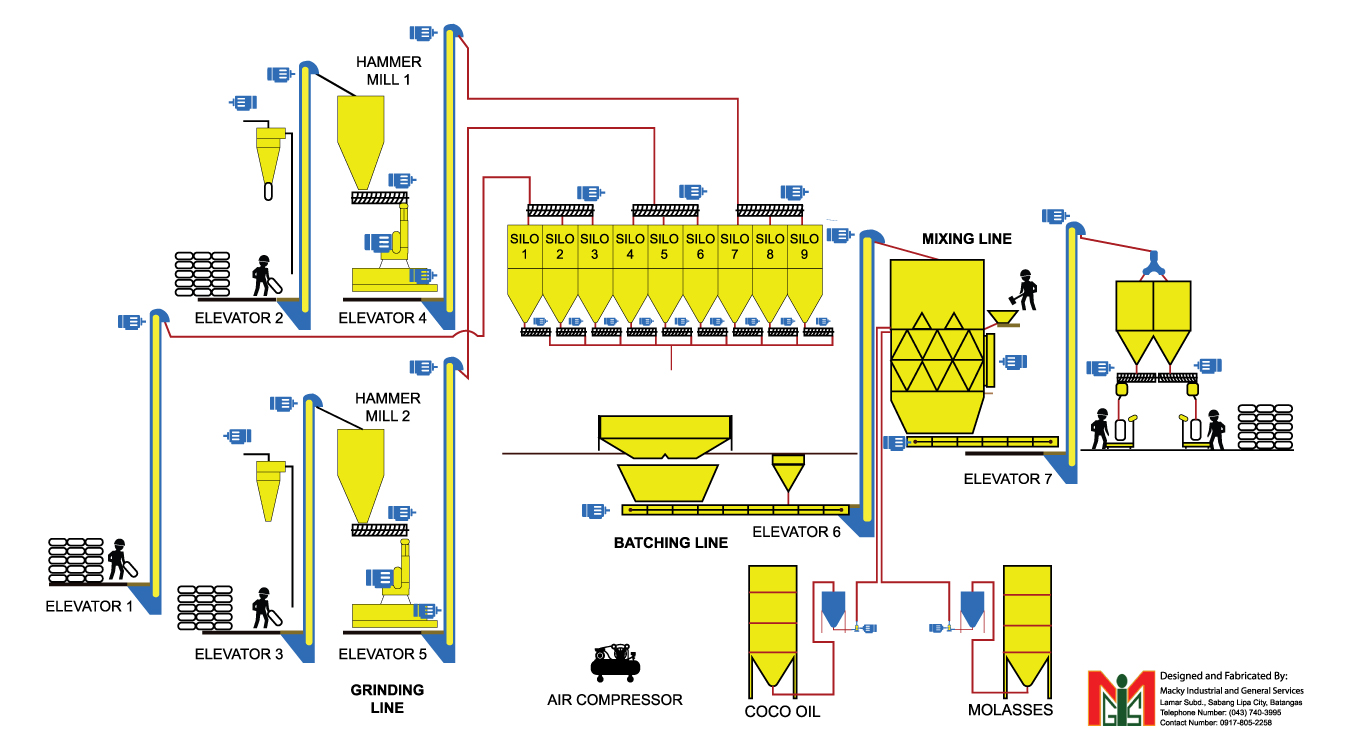 HAMMER
MILL 1
ELEVATOR 2
ELEVATOR 4
SILO
1
SILO
2
SILO
3
SILO
4
SILO
5
SILO
6
SILO
7
SILO
8
SILO
9
MIXING LINE
HAMMER
MILL 2
ELEVATOR 7
ELEVATOR 6
BATCHING LINE
ELEVATOR 1
ELEVATOR 3
ELEVATOR 5
GRINDING
LINE
AIR COMPRESSOR
COCO OIL
MOLASSES
MGIS
Designed and Fabricated By:
Macky Industrial and General Services
Lamar Subd., Sabang Lipa City, Batangas
Telephone Number: (043) 740-3995
Contact Number: 0917-805-2258